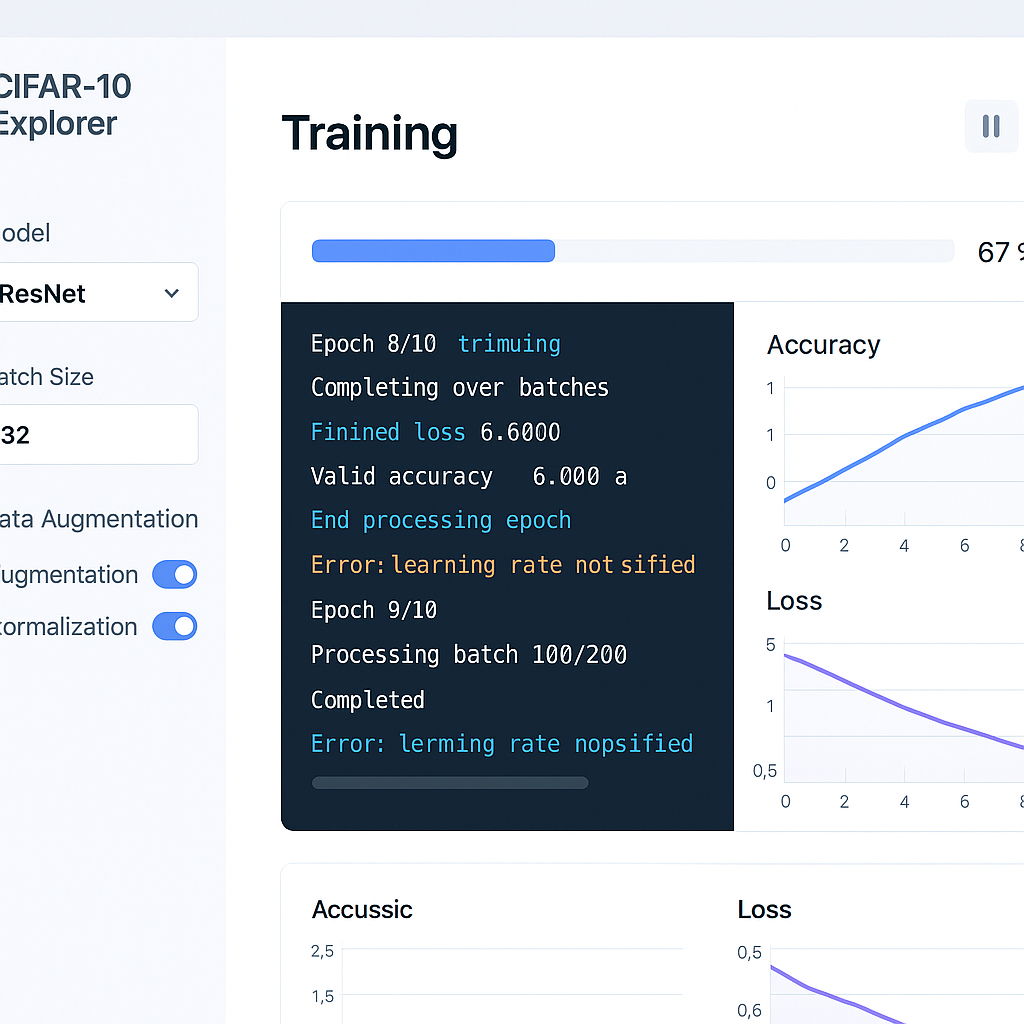 CIFAR-10
Explorer
odel
ResNet
atch Size
32
ata Augmentation
ugmentation
ormalization
Training
67 %
Epoch 8/10 trimuing
Completing over batches
Finined loss 6.6000
Valid accuracy 6.000 a
End processing epoch
Error: learning rate not sified
Epoch 9/10
Processing batch 100/200
Completed
Error: lerming rate nopsified
Accuracy
1
1
0
0 2 4 6 8
Loss
5
1
0,5
0 2 4 6 8
Accussic
2,5
1,5
Loss
0,5
0,6